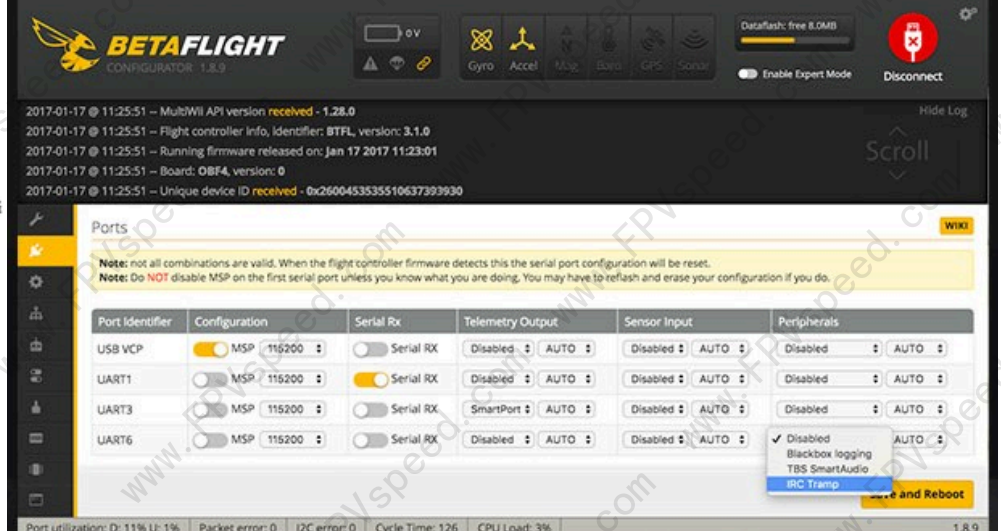 BETAFLIGHT
CONFIGURATOR 1.8.9
0 V
Gyro Accel Mag Baro GPS Sonar
Dataflash: free 8.0MB
Enable Expert Mode
Disconnect
2017-01-17 @ 11:25:51 -- MultiWii API version received - 1.28.0
Hide Log
2017-01-17 @ 11:25:51 -- Flight controller info, identifier: BTFL, version: 3.1.0
2017-01-17 @ 11:25:51 -- Running firmware released on: Jan 17 2017 11:23:01
Scroll
2017-01-17 @ 11:25:51 -- Board: OBF4, version: 0
2017-01-17 @ 11:25:51 -- Unique device ID received - 0x2600453535510637393930
Ports
WIKI
Note: not all combinations are valid. When the flight controller firmware detects this the serial port configuration will be reset.
Note: Do NOT disable MSP on the first serial port unless you know what you are doing. You may have to reflash and erase your configuration if you do.
Port Identifier Configuration Serial Rx Telemetry Output Sensor Input Peripherals
USB VCP MSP 115200 Serial RX Disabled AUTO Disabled AUTO Disabled AUTO
UART1 MSP 115200 Serial RX Disabled AUTO Disabled AUTO Disabled AUTO
UART3 MSP 115200 Serial RX SmartPort AUTO Disabled AUTO Disabled AUTO
UART6 MSP 115200 Serial RX Disabled AUTO Disabled AUTO Disabled AUTO
Blackbox logging
TBS SmartAudio
IRC Tramp
Save and Reboot
Port utilization: D: 11% U: 1% Packet error: 0 I2C error: 0 Cycle Time: 126 CPU Load: 3% 1.8.9
www.FPVspeed.com